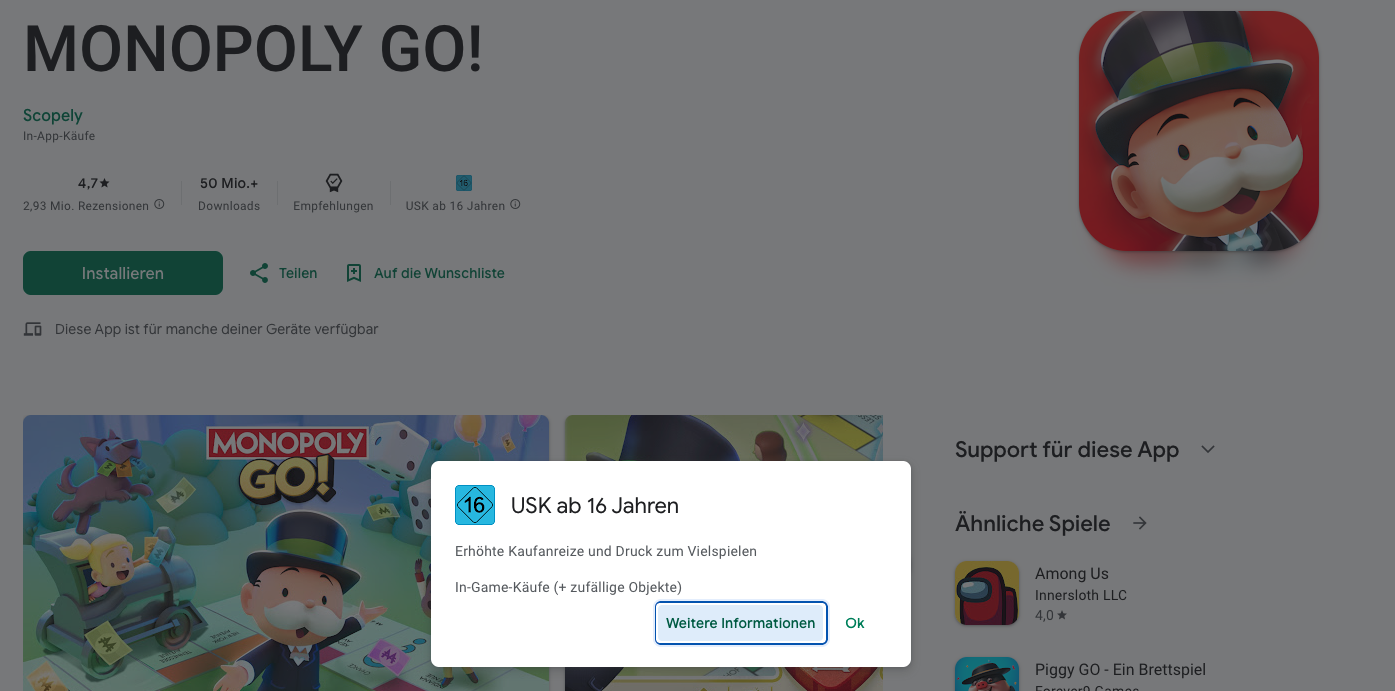 MONOPOLY GO!
Scopely
In-App-Käufe
4,7★
2,93 Mio. Rezensionen
50 Mio.+
Downloads
Empfehlungen
16
USK ab 16 Jahren
Installieren
Teilen
Auf die Wunschliste
Diese App ist für manche deiner Geräte verfügbar
MONOPOLY
GO!
Support für diese App
Ähnliche Spiele
Among Us
Innersloth LLC
4,0 ★
Piggy GO - Ein Brettspiel
Forever9 Games
16
USK ab 16 Jahren
Erhöhte Kaufanreize und Druck zum Vielspielen
In-Game-Käufe (+ zufällige Objekte)
Weitere Informationen
Ok